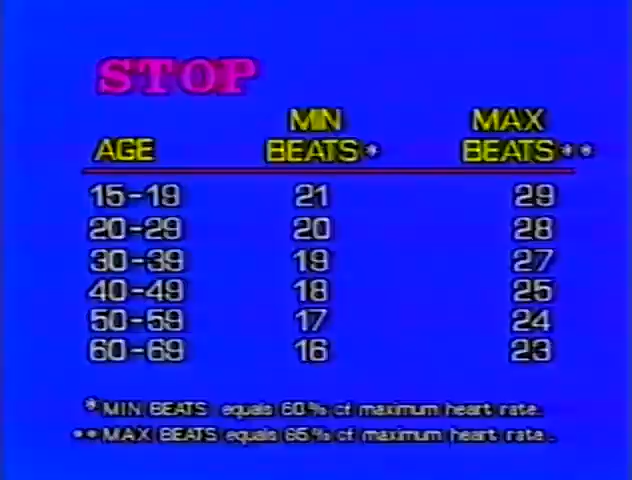 STOP
MIN MAX
AGE BEATS* BEATS**
15-19 21 29
20-29 20 28
30-39 19 27
40-49 18 25
50-59 17 24
60-69 16 23
*MIN BEATS equals 60% of maximum heart rate.
**MAX BEATS equals 85% of maximum heart rate.